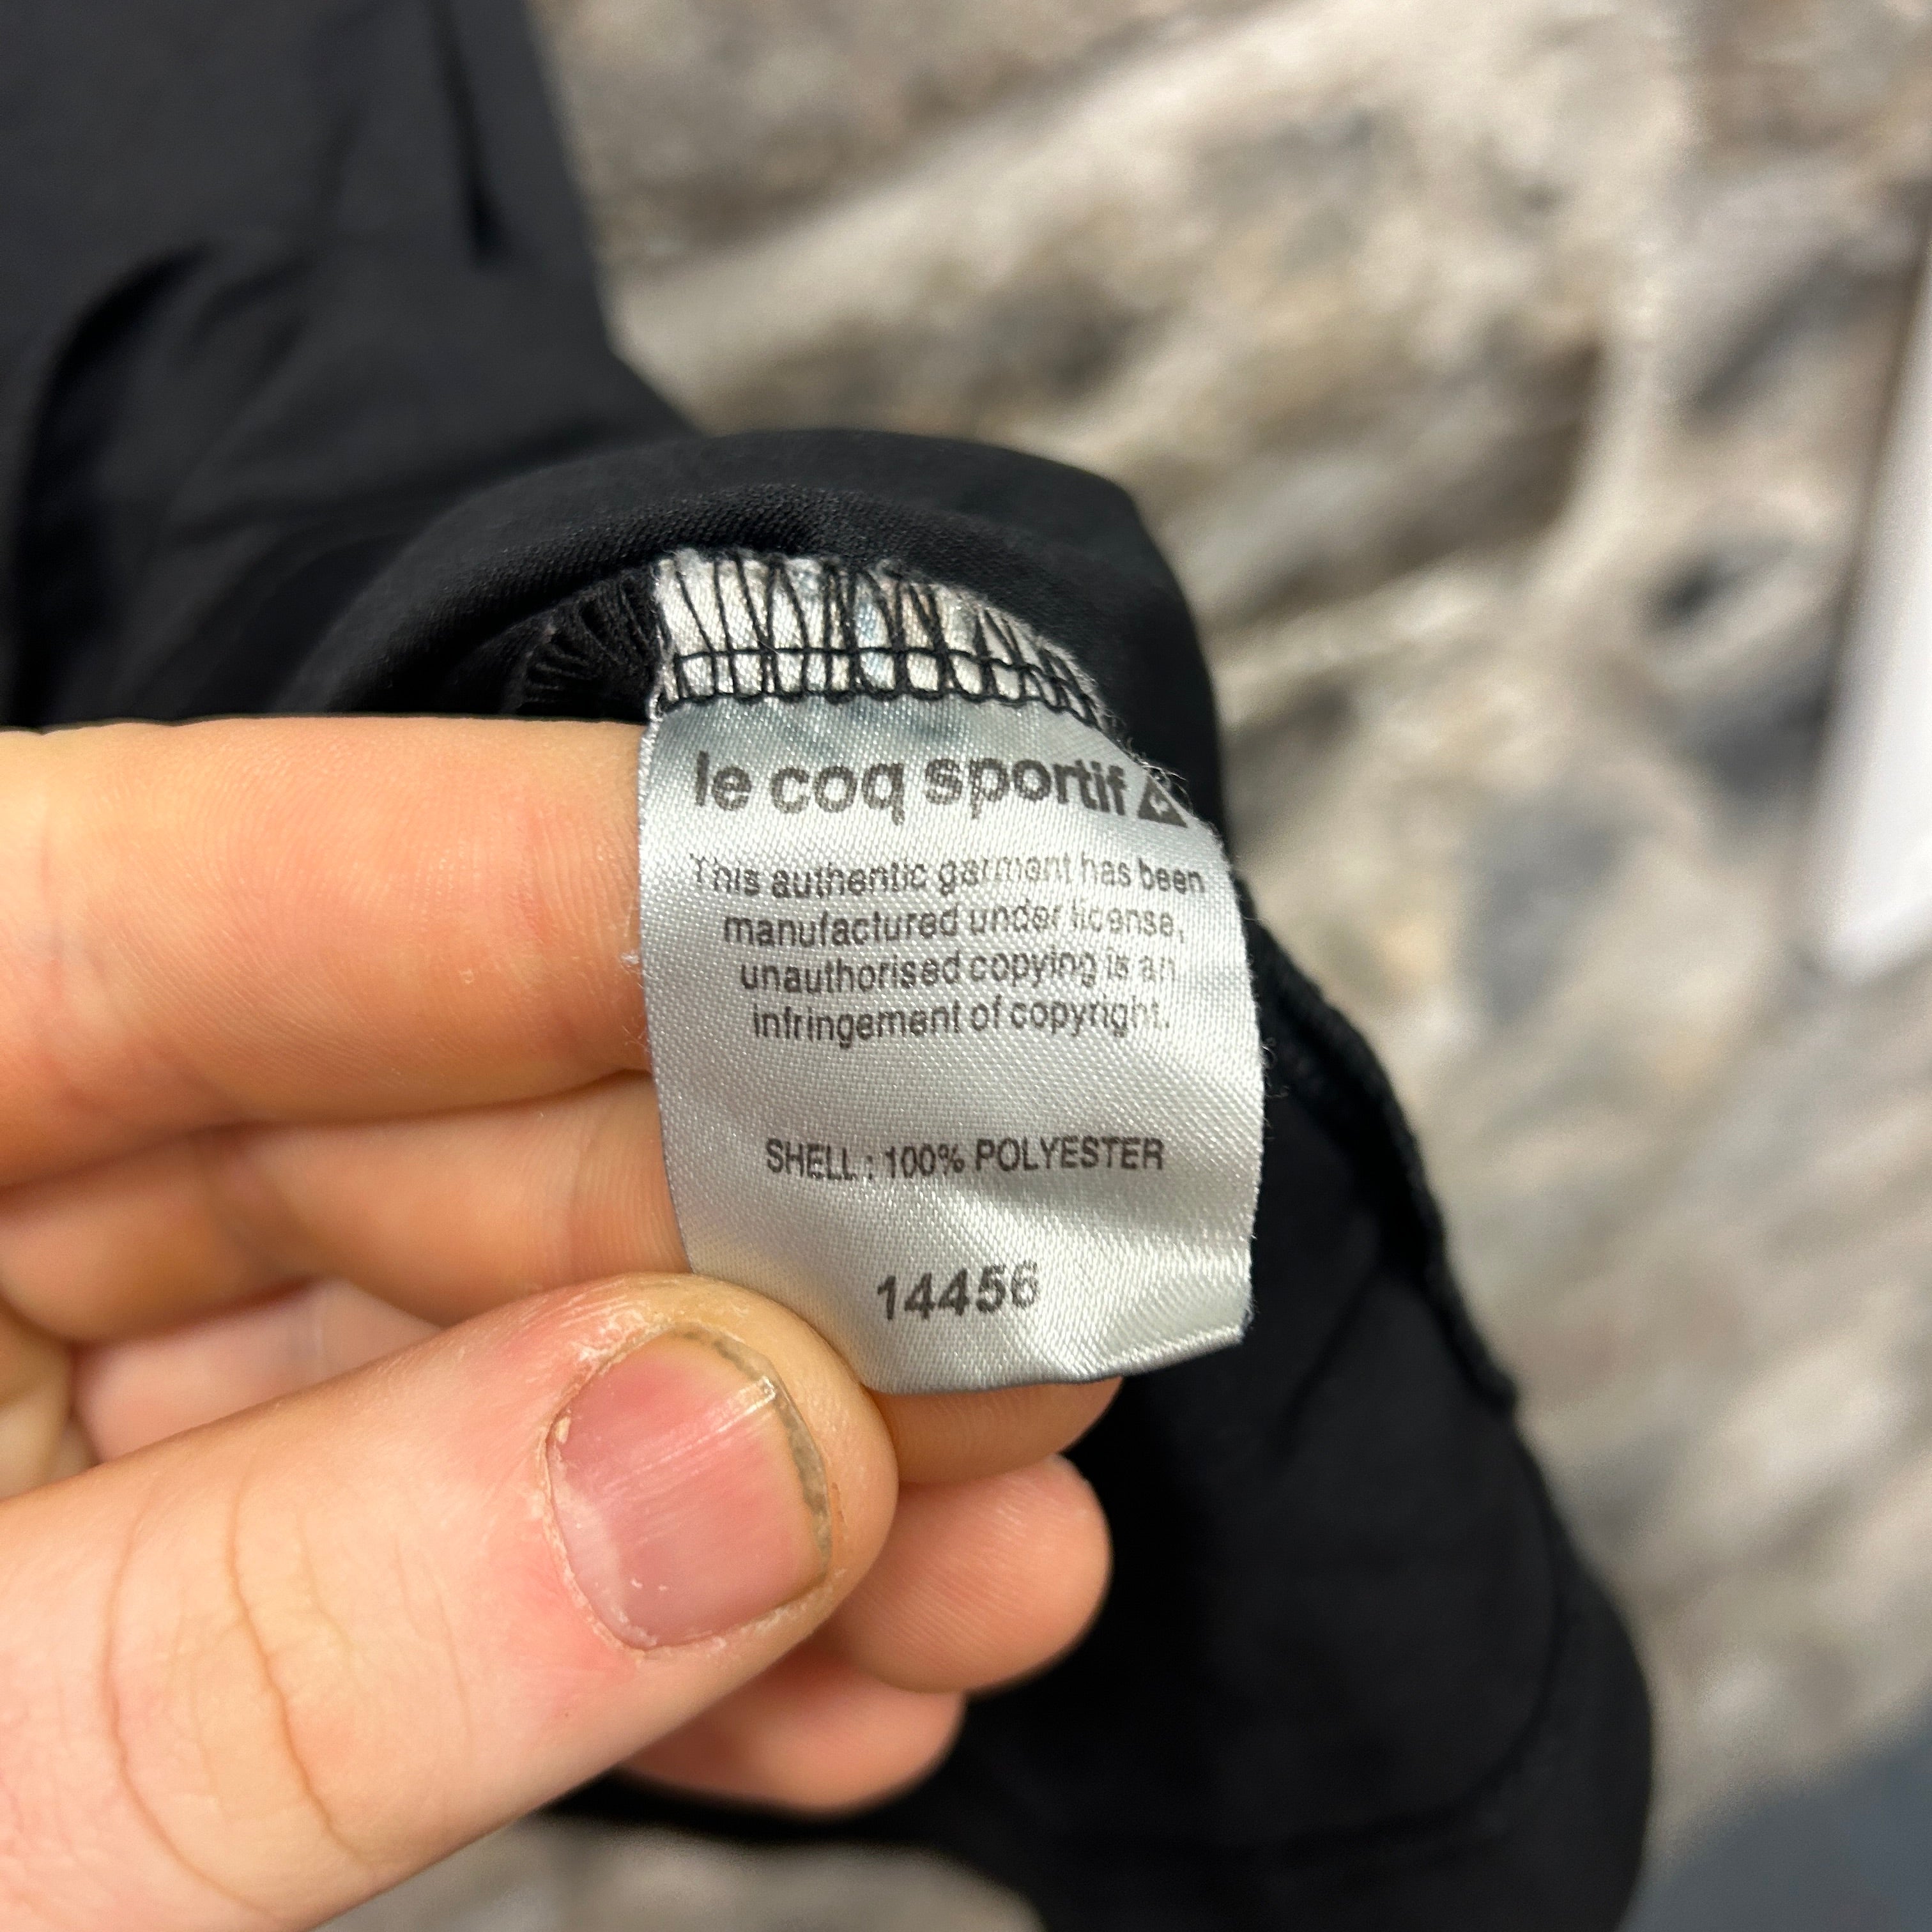 le coq sportif
This authentic garment has been
manufactured under license,
unauthorised copying is an
infringement of copyright.
SHELL : 100% POLYESTER
14456